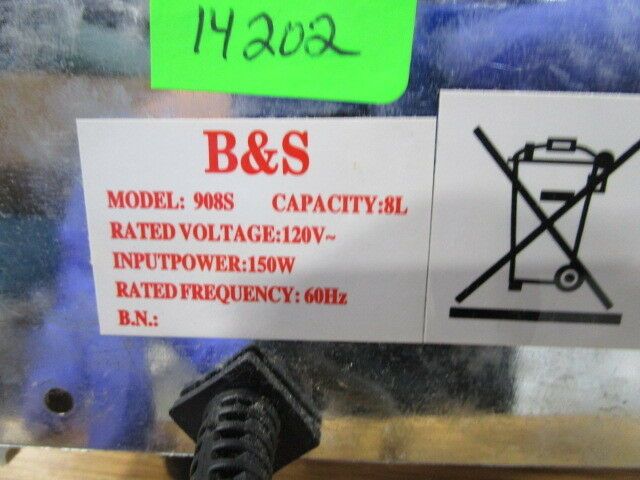 14202
B&S
MODEL: 908S CAPACITY:8L
RATED VOLTAGE:120V~
INPUTPOWER:150W
RATED FREQUENCY: 60Hz
B.N.: